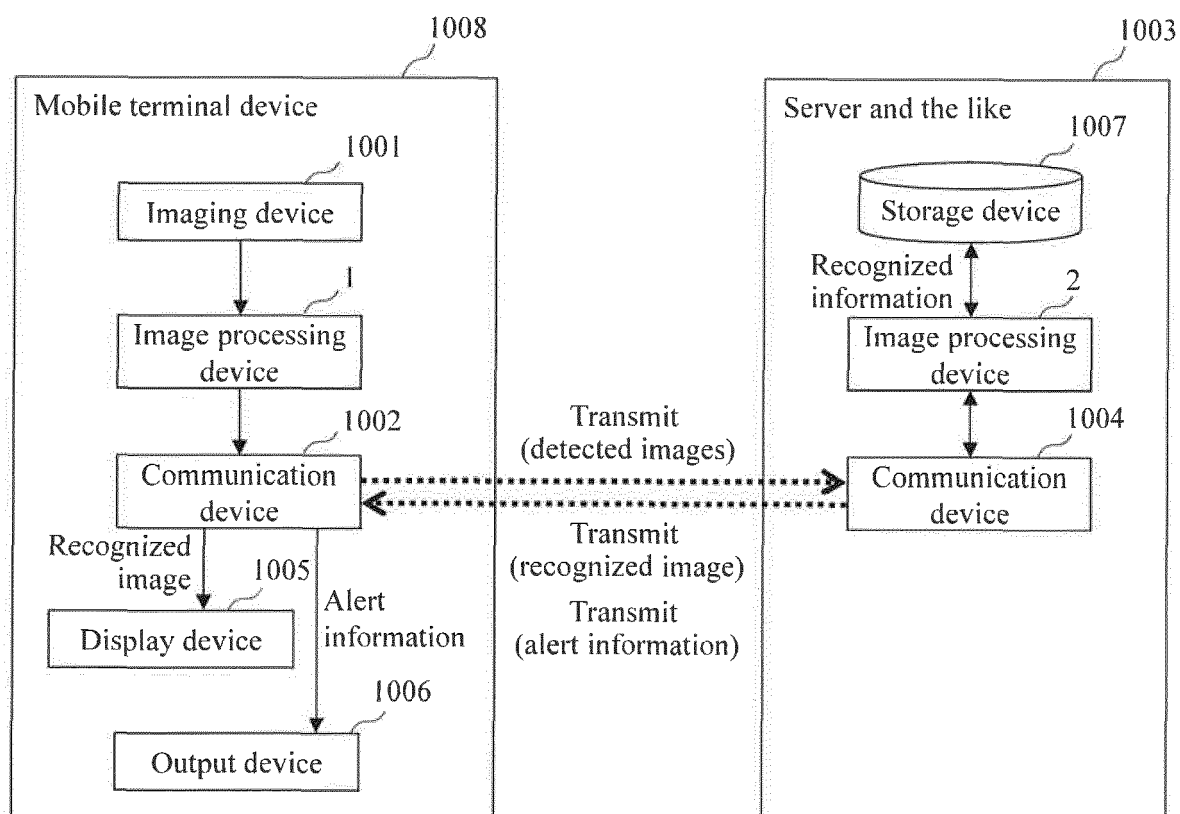 1008
Mobile terminal device
1001
Imaging device
1
Image processing
device
1002
Communication
device
Recognized
image
1005
Display device
Alert
information
1006
Output device
Transmit
(detected images)
Transmit
(recognized image)
Transmit
(alert information)
1003
Server and the like
1007
Storage device
Recognized
information
2
Image processing
device
1004
Communication
device